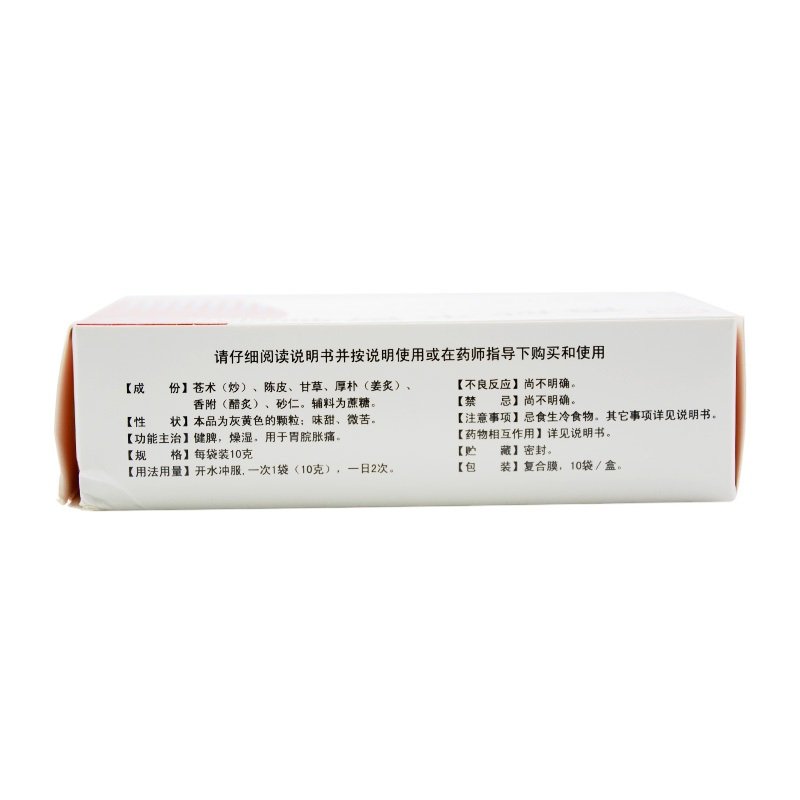 请仔细阅读说明书并按说明使用或在药师指导下购买和使用
【成　份】苍术（炒）、陈皮、甘草、厚朴（姜炙）、
香附（醋炙）、砂仁。辅料为蔗糖。
【性　状】本品为灰黄色的颗粒；味甜、微苦。
【功能主治】健脾，燥湿。用于胃脘胀痛。
【规　格】每袋装10克
【用法用量】开水冲服,一次1袋（10克），一日2次。
【不良反应】尚不明确。
【禁　忌】尚不明确。
【注意事项】忌食生冷食物。其它事项详见说明书。
【药物相互作用】详见说明书。
【贮　藏】密封。
【包　装】复合膜，10袋／盒。